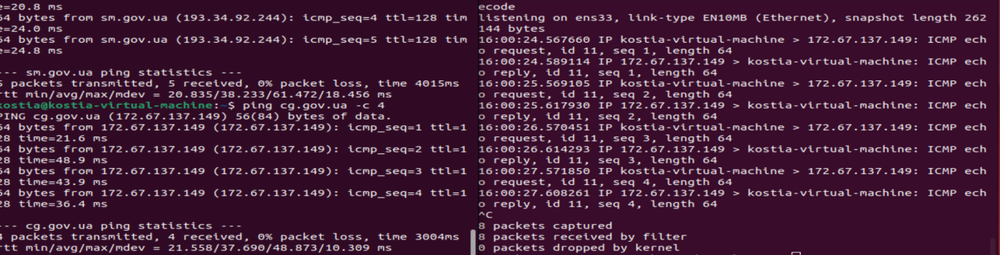 e=20.8 ms
64 bytes from sm.gov.ua (193.34.92.244): icmp_seq=4 ttl=128 tim
e=24.0 ms
64 bytes from sm.gov.ua (193.34.92.244): icmp_seq=5 ttl=128 tim
e=24.8 ms
--- sm.gov.ua ping statistics ---
5 packets transmitted, 5 received, 0% packet loss, time 4015ms
rtt min/avg/max/mdev = 20.835/38.233/61.472/18.456 ms
kostia@kostia-virtual-machine:~$ ping cg.gov.ua -c 4
PING cg.gov.ua (172.67.137.149) 56(84) bytes of data.
64 bytes from 172.67.137.149 (172.67.137.149): icmp_seq=1 ttl=1
28 time=21.6 ms
64 bytes from 172.67.137.149 (172.67.137.149): icmp_seq=2 ttl=1
28 time=48.9 ms
64 bytes from 172.67.137.149 (172.67.137.149): icmp_seq=3 ttl=1
28 time=43.9 ms
64 bytes from 172.67.137.149 (172.67.137.149): icmp_seq=4 ttl=1
28 time=36.4 ms
--- cg.gov.ua ping statistics ---
4 packets transmitted, 4 received, 0% packet loss, time 3004ms
rtt min/avg/max/mdev = 21.558/37.690/48.873/10.309 ms
ecode
listening on ens33, link-type EN10MB (Ethernet), snapshot length 262
144 bytes
16:00:24.567660 IP kostia-virtual-machine > 172.67.137.149: ICMP ech
o request, id 11, seq 1, length 64
16:00:24.589114 IP 172.67.137.149 > kostia-virtual-machine: ICMP ech
o reply, id 11, seq 1, length 64
16:00:25.569105 IP kostia-virtual-machine > 172.67.137.149: ICMP ech
o request, id 11, seq 2, length 64
16:00:25.617930 IP 172.67.137.149 > kostia-virtual-machine: ICMP ech
o reply, id 11, seq 2, length 64
16:00:26.570451 IP kostia-virtual-machine > 172.67.137.149: ICMP ech
o request, id 11, seq 3, length 64
16:00:26.614293 IP 172.67.137.149 > kostia-virtual-machine: ICMP ech
o reply, id 11, seq 3, length 64
16:00:27.571850 IP kostia-virtual-machine > 172.67.137.149: ICMP ech
o request, id 11, seq 4, length 64
16:00:27.608261 IP 172.67.137.149 > kostia-virtual-machine: ICMP ech
o reply, id 11, seq 4, length 64
^C
8 packets captured
8 packets received by filter
0 packets dropped by kernel